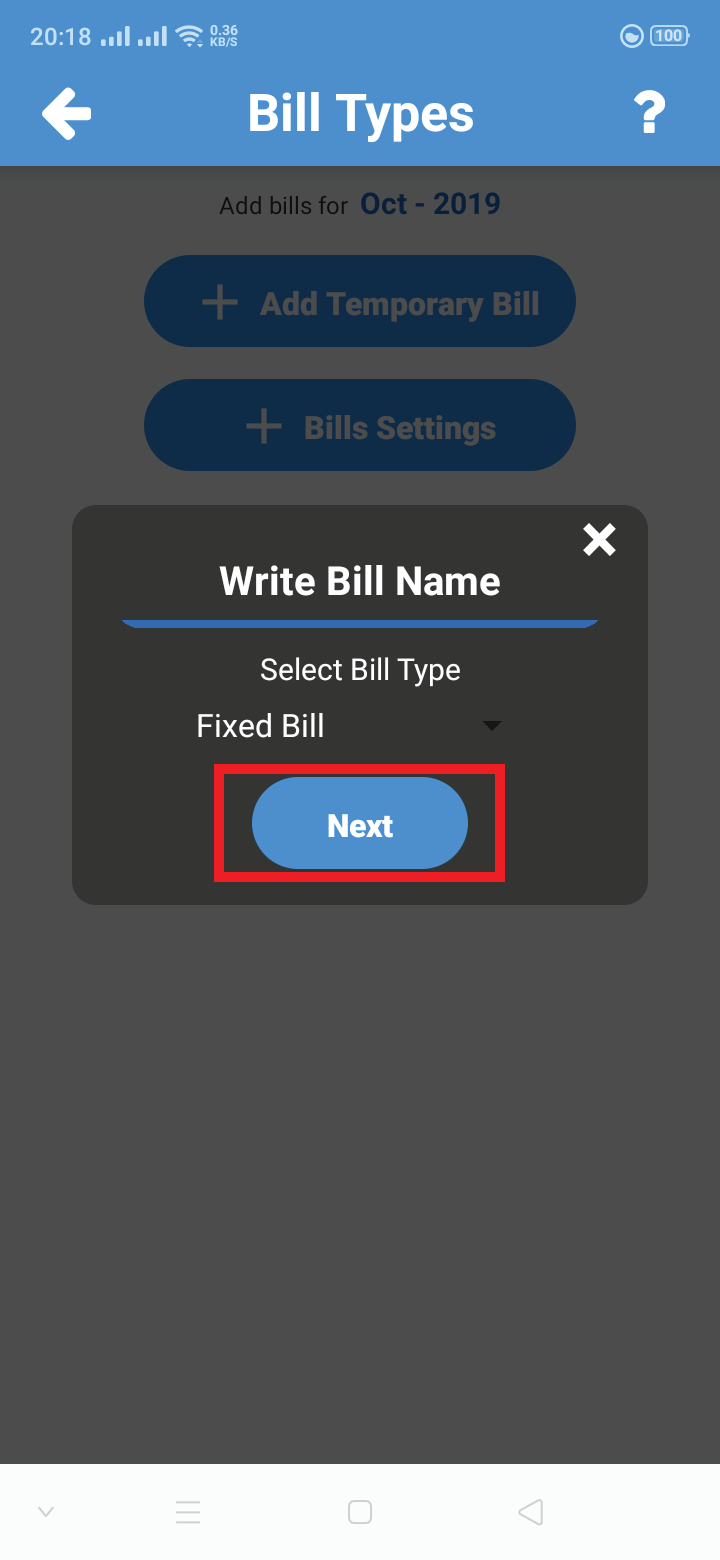 20:18 0.36 KB/S 100
Bill Types ?
Add bills for Oct - 2019
+ Add Temporary Bill
+ Bills Settings
Write Bill Name
Select Bill Type
Fixed Bill
Next